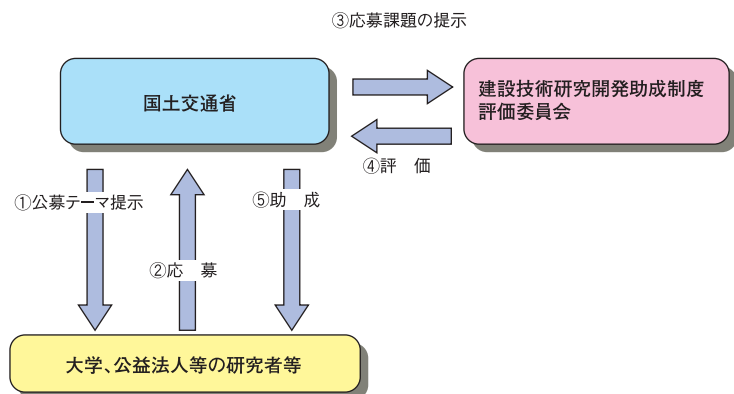 ③応募課題の提示
国土交通省
建設技術研究開発助成制度
評価委員会
④評　価
①公募テーマ提示
⑤助　成
②応　募
大学、公益法人等の研究者等